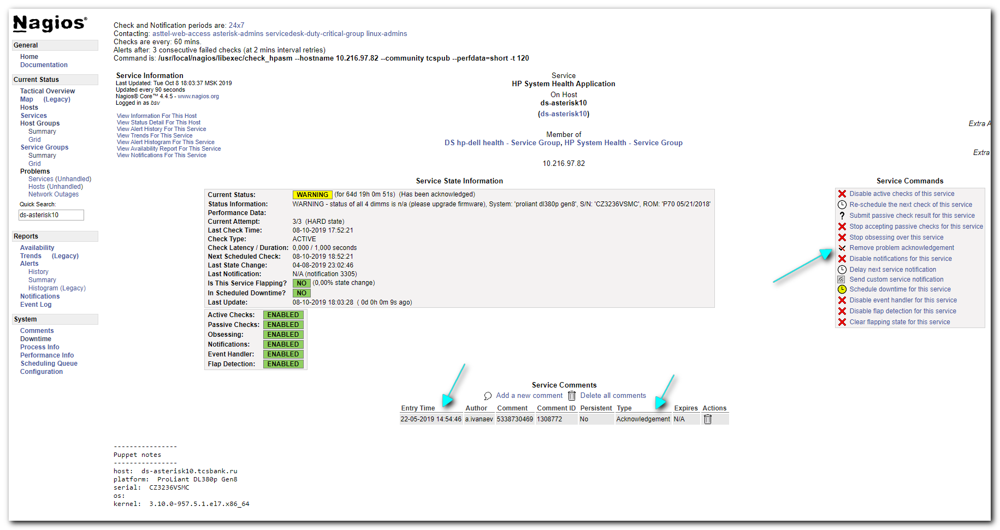 Nagios®
General
Home
Documentation
Current Status
Tactical Overview
Map (Legacy)
Hosts
Services
Host Groups
Summary
Grid
Service Groups
Summary
Grid
Problems
Services (Unhandled)
Hosts (Unhandled)
Network Outages
Quick Search:
ds-asterisk10
Reports
Availability
Trends (Legacy)
Alerts
History
Summary
Histogram (Legacy)
Notifications
Event Log
System
Comments
Downtime
Process Info
Performance Info
Scheduling Queue
Configuration
Check and Notification periods are: 24x7
Contacting: asttel-web-access asterisk-admins servicedesk-duty-critical-group linux-admins
Checks are every: 60 mins.
Alerts after: 3 consecutive failed checks (at 2 mins interval retries)
Command is: /usr/local/nagios/libexec/check_hpasm --hostname 10.216.97.82 --community tcspub --perfdata=short -t 120
Service Information
Last Updated: Tue Oct 8 18:03:37 MSK 2019
Updated every 90 seconds
Nagios® Core™ 4.4.5 - www.nagios.org
Logged in as bsv
View Information For This Host
View Status Detail For This Host
View Alert History For This Service
View Trends For This Service
View Alert Histogram For This Service
View Availability Report For This Service
View Notifications For This Service
Service
HP System Health Application
On Host
ds-asterisk10
(ds-asterisk10)
Member of
DS hp-dell health - Service Group, HP System Health - Service Group
10.216.97.82
Extra A
Extra
Service State Information
Current Status: WARNING (for 64d 19h 0m 51s) (Has been acknowledged)
Status Information: WARNING - status of all 4 dimms is n/a (please upgrade firmware), System: 'proliant dl380p gen8', S/N: 'CZ3236VSMC', ROM: 'P70 05/21/2018'
Performance Data:
Current Attempt: 3/3 (HARD state)
Last Check Time: 08-10-2019 17:52:21
Check Type: ACTIVE
Check Latency / Duration: 0,000 / 1,000 seconds
Next Scheduled Check: 08-10-2019 18:52:21
Last State Change: 04-08-2019 23:02:46
Last Notification: N/A (notification 3305)
Is This Service Flapping? NO (0,00% state change)
In Scheduled Downtime? NO
Last Update: 08-10-2019 18:03:28 ( 0d 0h 0m 9s ago)
Active Checks: ENABLED
Passive Checks: ENABLED
Obsessing: ENABLED
Notifications: ENABLED
Event Handler: ENABLED
Flap Detection: ENABLED
Service Commands
Disable active checks of this service
Re-schedule the next check of this service
Submit passive check result for this service
Stop accepting passive checks for this service
Stop obsessing over this service
Remove problem acknowledgement
Disable notifications for this service
Delay next service notification
Send custom service notification
Schedule downtime for this service
Disable event handler for this service
Disable flap detection for this service
Clear flapping state for this service
Service Comments
Add a new comment Delete all comments
Entry Time Author Comment Comment ID Persistent Type Expires Actions
22-05-2019 14:54:46 a.ivanaev 5338730469 1308772 No Acknowledgement N/A
----------------
Puppet notes
----------------
host: ds-asterisk10.tcsbank.ru
platform: ProLiant DL380p Gen8
serial: CZ3236VSMC
os:
kernel: 3.10.0-957.5.1.el7.x86_64